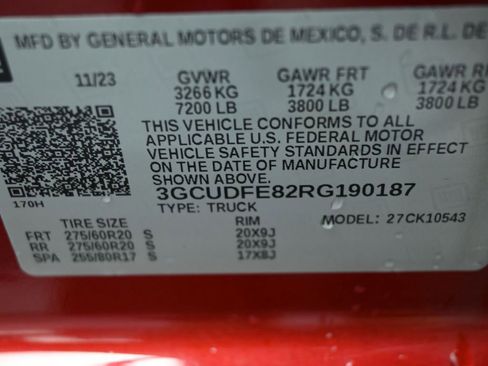 MFD BY GENERAL MOTORS DE MEXICO, S. DE R.L. DE
11/23 GVWR GAWR FRT GAWR
3266 KG 1724 KG 1724 KG
7200 LB 3800 LB 3800 LB
THIS VEHICLE CONFORMS TO ALL
APPLICABLE U.S. FEDERAL MOTOR
VEHICLE SAFETY STANDARDS IN EFFECT
ON THE DATE OF MANUFACTURE
SHOWN ABOVE.
170H 3GCUDFE82RG190187
TYPE: TRUCK MODEL: 27CK10543
TIRE SIZE RIM
FRT 275/60R20 S 20X9J
RR 275/60R20 S 20X9J
SPA 255/80R17 S 17X8J